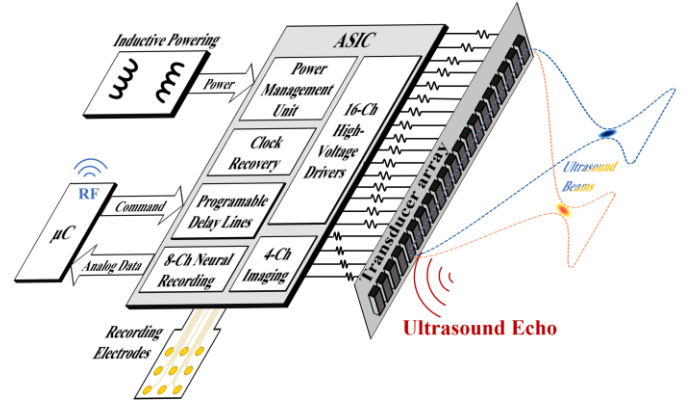 Inductive Powering
Power
ASIC
Power
Management
Unit
16-Ch
High-
Voltage
Drivers
Clock
Recovery
Programable
Delay Lines
8-Ch Neural
Recording
4-Ch
Imaging
RF
µC
Command
Analog Data
Recording
Electrodes
Transducer array
Ultrasound
Beams
Ultrasound Echo